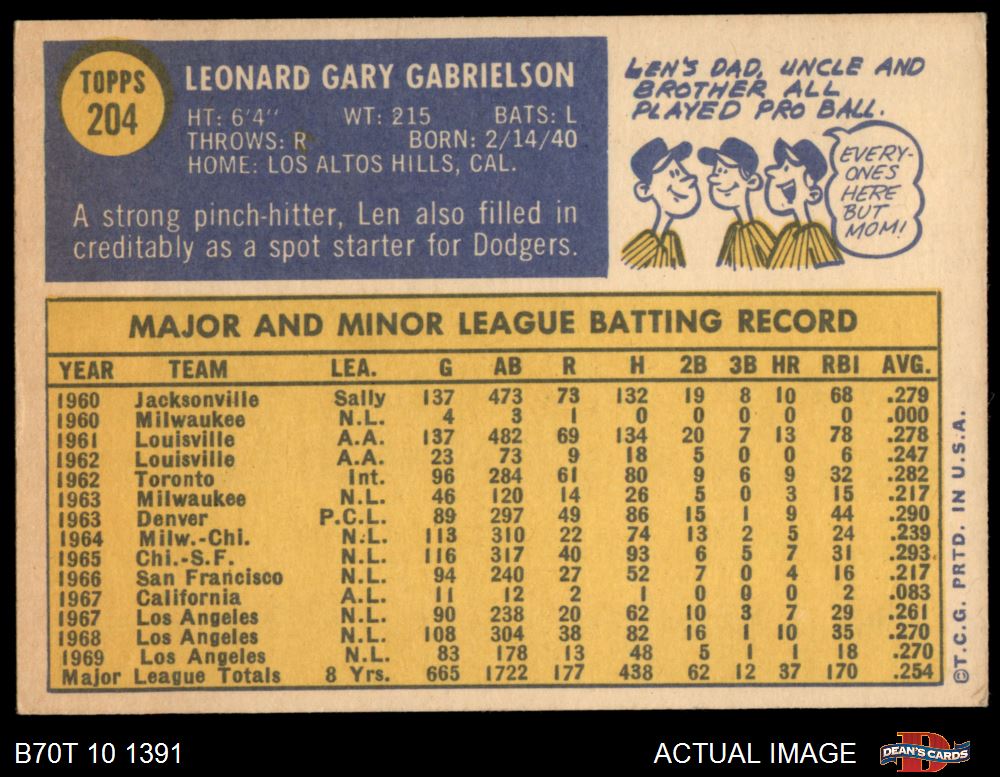 TOPPS
204
LEONARD GARY GABRIELSON
HT: 6'4" WT: 215 BATS: L
THROWS: R BORN: 2/14/40
HOME: LOS ALTOS HILLS, CAL.
A strong pinch-hitter, Len also filled in
creditably as a spot starter for Dodgers.
LEN'S DAD, UNCLE AND
BROTHER ALL
PLAYED PRO BALL.
EVERY-
ONES
HERE
BUT
MOM!
MAJOR AND MINOR LEAGUE BATTING RECORD
YEAR TEAM LEA. G AB R H 2B 3B HR RBI AVG.
1960 Jacksonville Sally 137 473 73 132 19 8 10 68 .279
1960 Milwaukee N.L. 4 3 1 0 0 0 0 0 .000
1961 Louisville A.A. 137 482 69 134 20 7 13 78 .278
1962 Louisville A.A. 23 73 9 18 5 0 0 6 .247
1962 Toronto Int. 96 284 61 80 9 6 9 32 .282
1963 Milwaukee N.L. 46 120 14 26 5 0 3 15 .217
1963 Denver P.C.L. 89 297 49 86 15 1 9 44 .290
1964 Milw.-Chi. N.L. 113 310 22 74 13 2 5 24 .239
1965 Chi.-S.F. N.L. 116 317 40 93 6 5 7 31 .293
1966 San Francisco N.L. 94 240 27 52 7 0 4 16 .217
1967 California A.L. 11 12 2 1 0 0 0 2 .083
1967 Los Angeles N.L. 90 238 20 62 10 3 7 29 .261
1968 Los Angeles N.L. 108 304 38 82 16 1 10 35 .270
1969 Los Angeles N.L. 83 178 13 48 5 1 1 18 .270
Major League Totals 8 Yrs. 665 1722 177 438 62 12 37 170 .254
©T.C.G. PRTD. IN U.S.A.
B70T 10 1391
ACTUAL IMAGE
DEAN'S CARDS